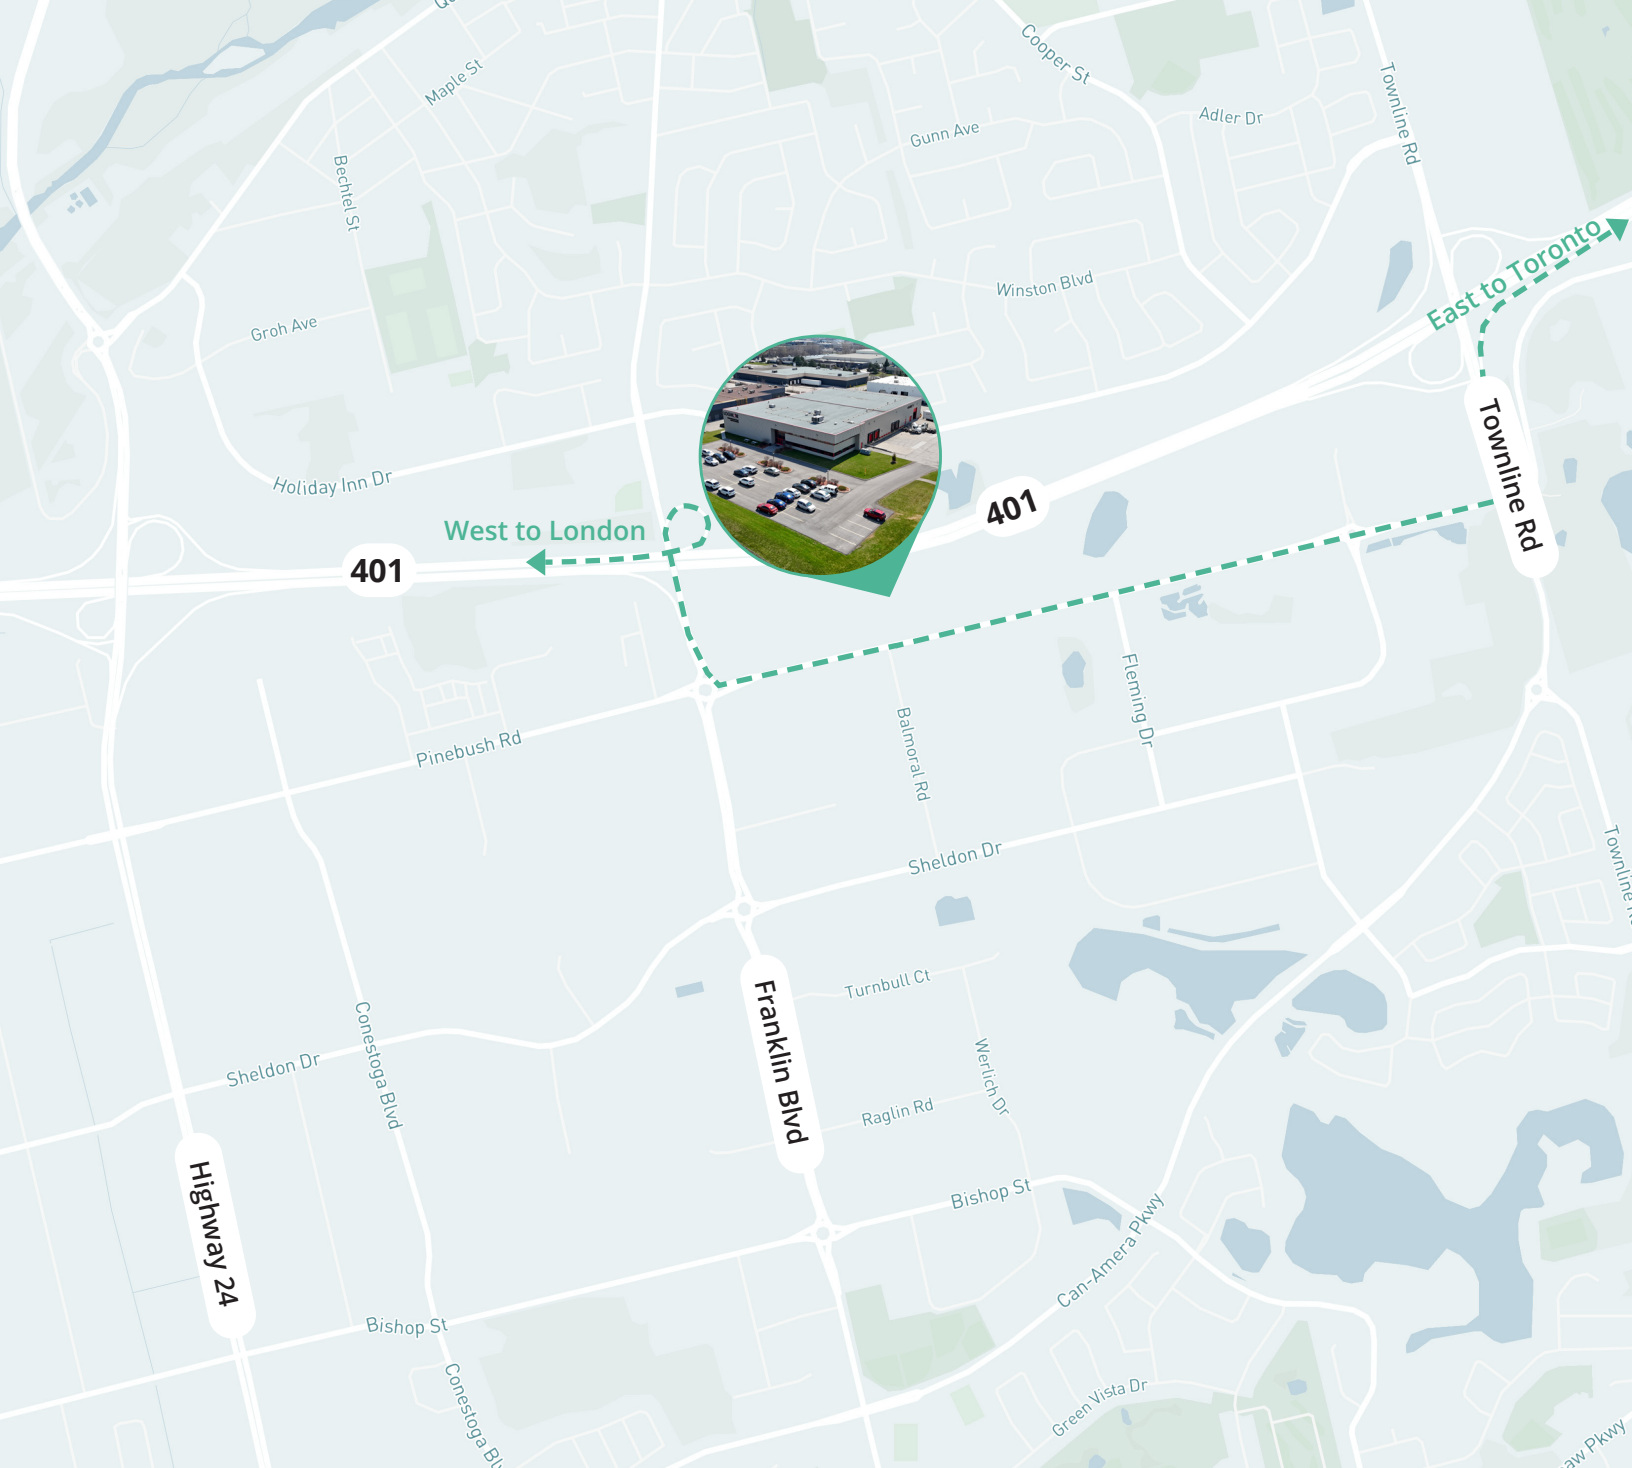 Maple St
Cooper St
Adler Dr
Gunn Ave
Townline Rd
Bechtel St
East to Toronto
Winston Blvd
Groh Ave
Holiday Inn Dr
Townline Rd
401
West to London
401
Fleming Dr
Balmoral Rd
Pinebush Rd
Sheldon Dr
Townline
Turnbull Ct
Franklin Blvd
Conestoga Blvd
Sheldon Dr
Werlich Dr
Raglin Rd
Highway 24
Bishop St
Can-Amera Pkwy
Bishop St
Conestoga
Green Vista Dr
Pkwy